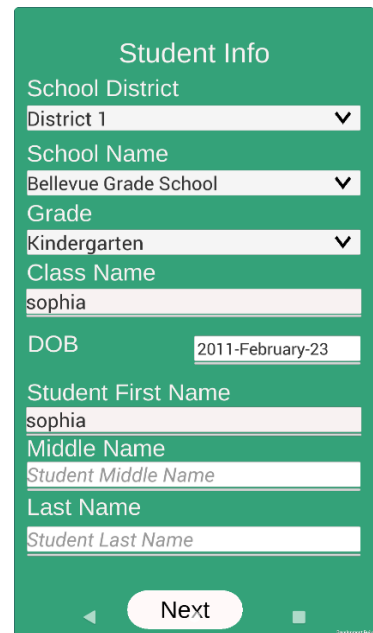 Student Info
School District
District 1
School Name
Bellevue Grade School
Grade
Kindergarten
Class Name
sophia
DOB 2011-February-23
Student First Name
sophia
Middle Name
Student Middle Name
Last Name
Student Last Name
Next